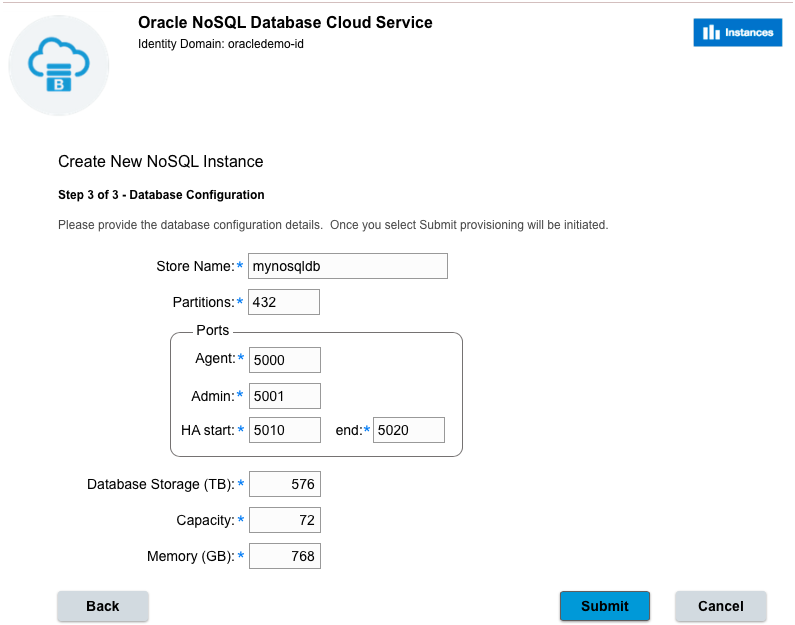 Oracle NoSQL Database Cloud Service
Identity Domain: oracledemo-id
Instances
B
Create New NoSQL Instance
Step 3 of 3 - Database Configuration
Please provide the database configuration details.  Once you select Submit provisioning will be initiated.
Store Name:* mynosqldb
Partitions:* 432
Ports
Agent:* 5000
Admin:* 5001
HA start:* 5010 end:* 5020
Database Storage (TB):* 576
Capacity:* 72
Memory (GB):* 768
Back Submit Cancel